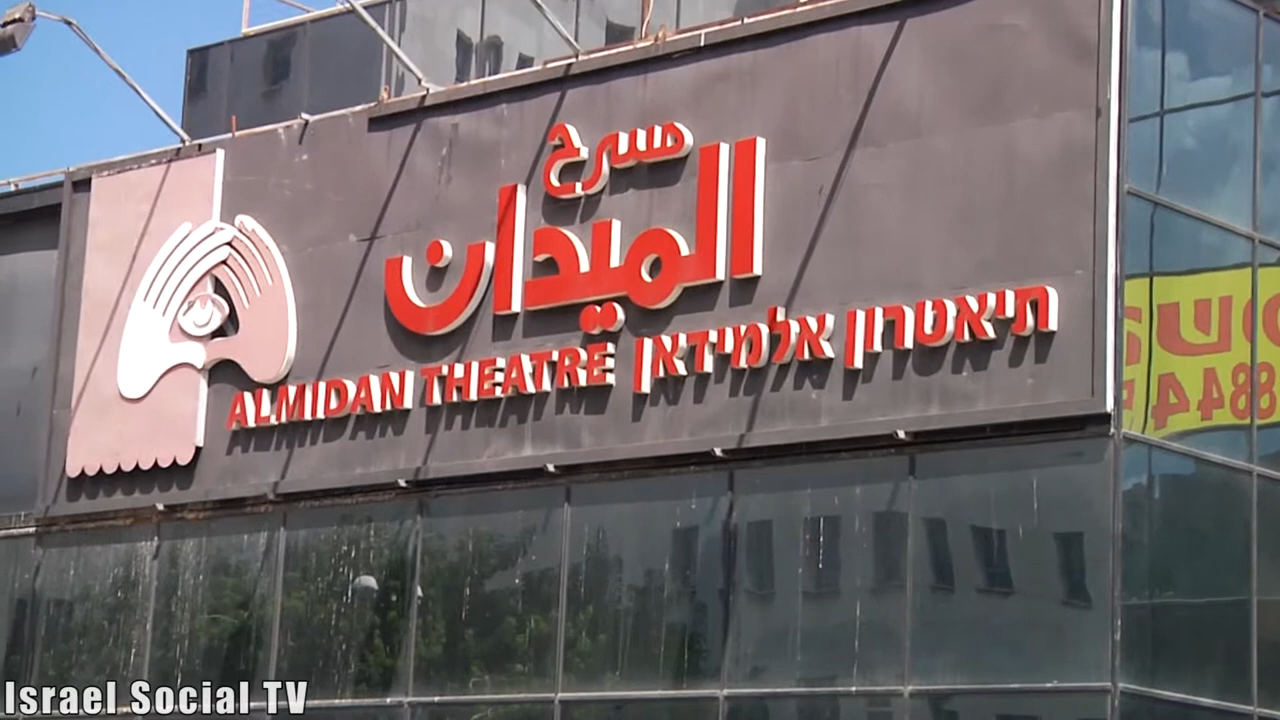 مسرح
الميدان
ALMIDAN THEATRE תיאטרון אלמידאן
Israel Social TV